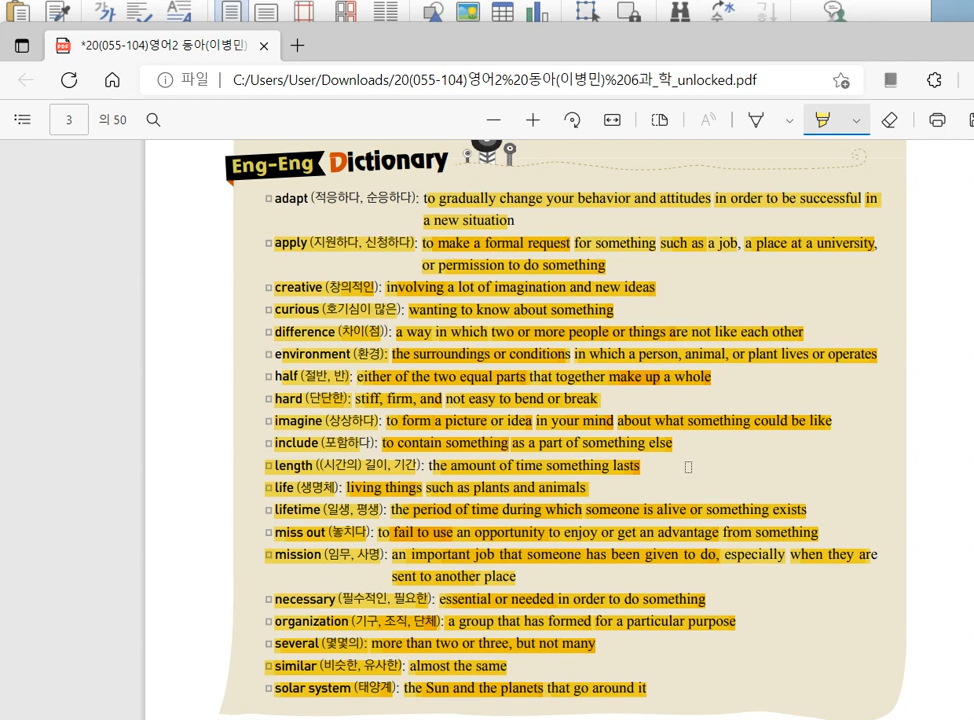 *20(055-104)영어2 동아(이병민)
파일 C:/Users/User/Downloads/20(055-104)영어2%20동아(이병민)%206과_학_unlocked.pdf
3 의 50
Eng-Eng Dictionary
adapt (적응하다, 순응하다): to gradually change your behavior and attitudes in order to be successful in
a new situation
apply (지원하다, 신청하다): to make a formal request for something such as a job, a place at a university,
or permission to do something
creative (창의적인): involving a lot of imagination and new ideas
curious (호기심이 많은): wanting to know about something
difference (차이(점)): a way in which two or more people or things are not like each other
environment (환경): the surroundings or conditions in which a person, animal, or plant lives or operates
half (절반, 반): either of the two equal parts that together make up a whole
hard (단단한): stiff, firm, and not easy to bend or break
imagine (상상하다): to form a picture or idea in your mind about what something could be like
include (포함하다): to contain something as a part of something else
length ((시간의) 길이, 기간): the amount of time something lasts
life (생명체): living things such as plants and animals
lifetime (일생, 평생): the period of time during which someone is alive or something exists
miss out (놓치다): to fail to use an opportunity to enjoy or get an advantage from something
mission (임무, 사명): an important job that someone has been given to do, especially when they are
sent to another place
necessary (필수적인, 필요한): essential or needed in order to do something
organization (기구, 조직, 단체): a group that has formed for a particular purpose
several (몇몇의): more than two or three, but not many
similar (비슷한, 유사한): almost the same
solar system (태양계): the Sun and the planets that go around it